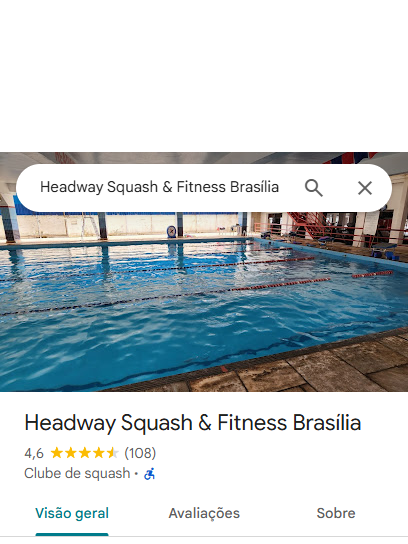 Headway Squash & Fitness Brasília
Headway Squash & Fitness Brasília
4,6 (108)
Clube de squash ·
Visão geral Avaliações Sobre